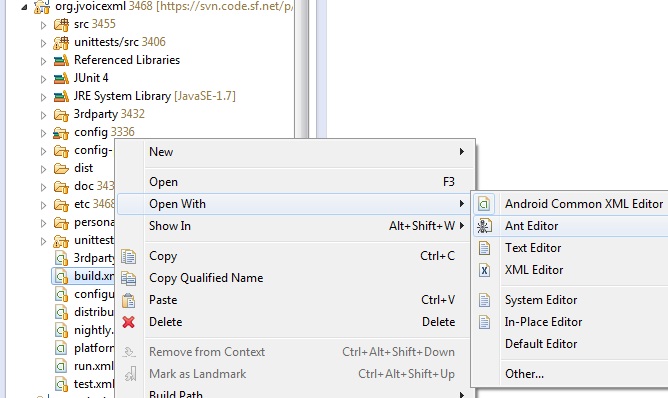 org.jvoicexml 3468 [https://svn.code.sf.net/p/
src 3455
unittests/src 3406
Referenced Libraries
JUnit 4
JRE System Library [JavaSE-1.7]
3rdparty 3432
config 3336
config-
dist
doc 343
etc 3468
persona
unittest
3rdparty
build.xm
configu
distribu
nightly.
platform
run.xml
test.xml
New
Open F3
Open With
Show In Alt+Shift+W
Copy Ctrl+C
Copy Qualified Name
Paste Ctrl+V
Delete Delete
Remove from Context Ctrl+Alt+Shift+Down
Mark as Landmark Ctrl+Alt+Shift+Up
Build Path
Android Common XML Editor
Ant Editor
Text Editor
XML Editor
System Editor
In-Place Editor
Default Editor
Other...